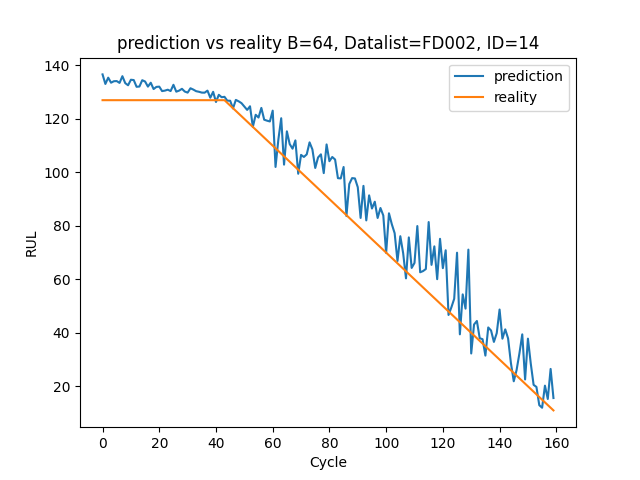 prediction vs reality B=64, Datalist=FD002, ID=14
prediction
reality
RUL
140
120
100
80
60
40
20
0 20 40 60 80 100 120 140 160
Cycle